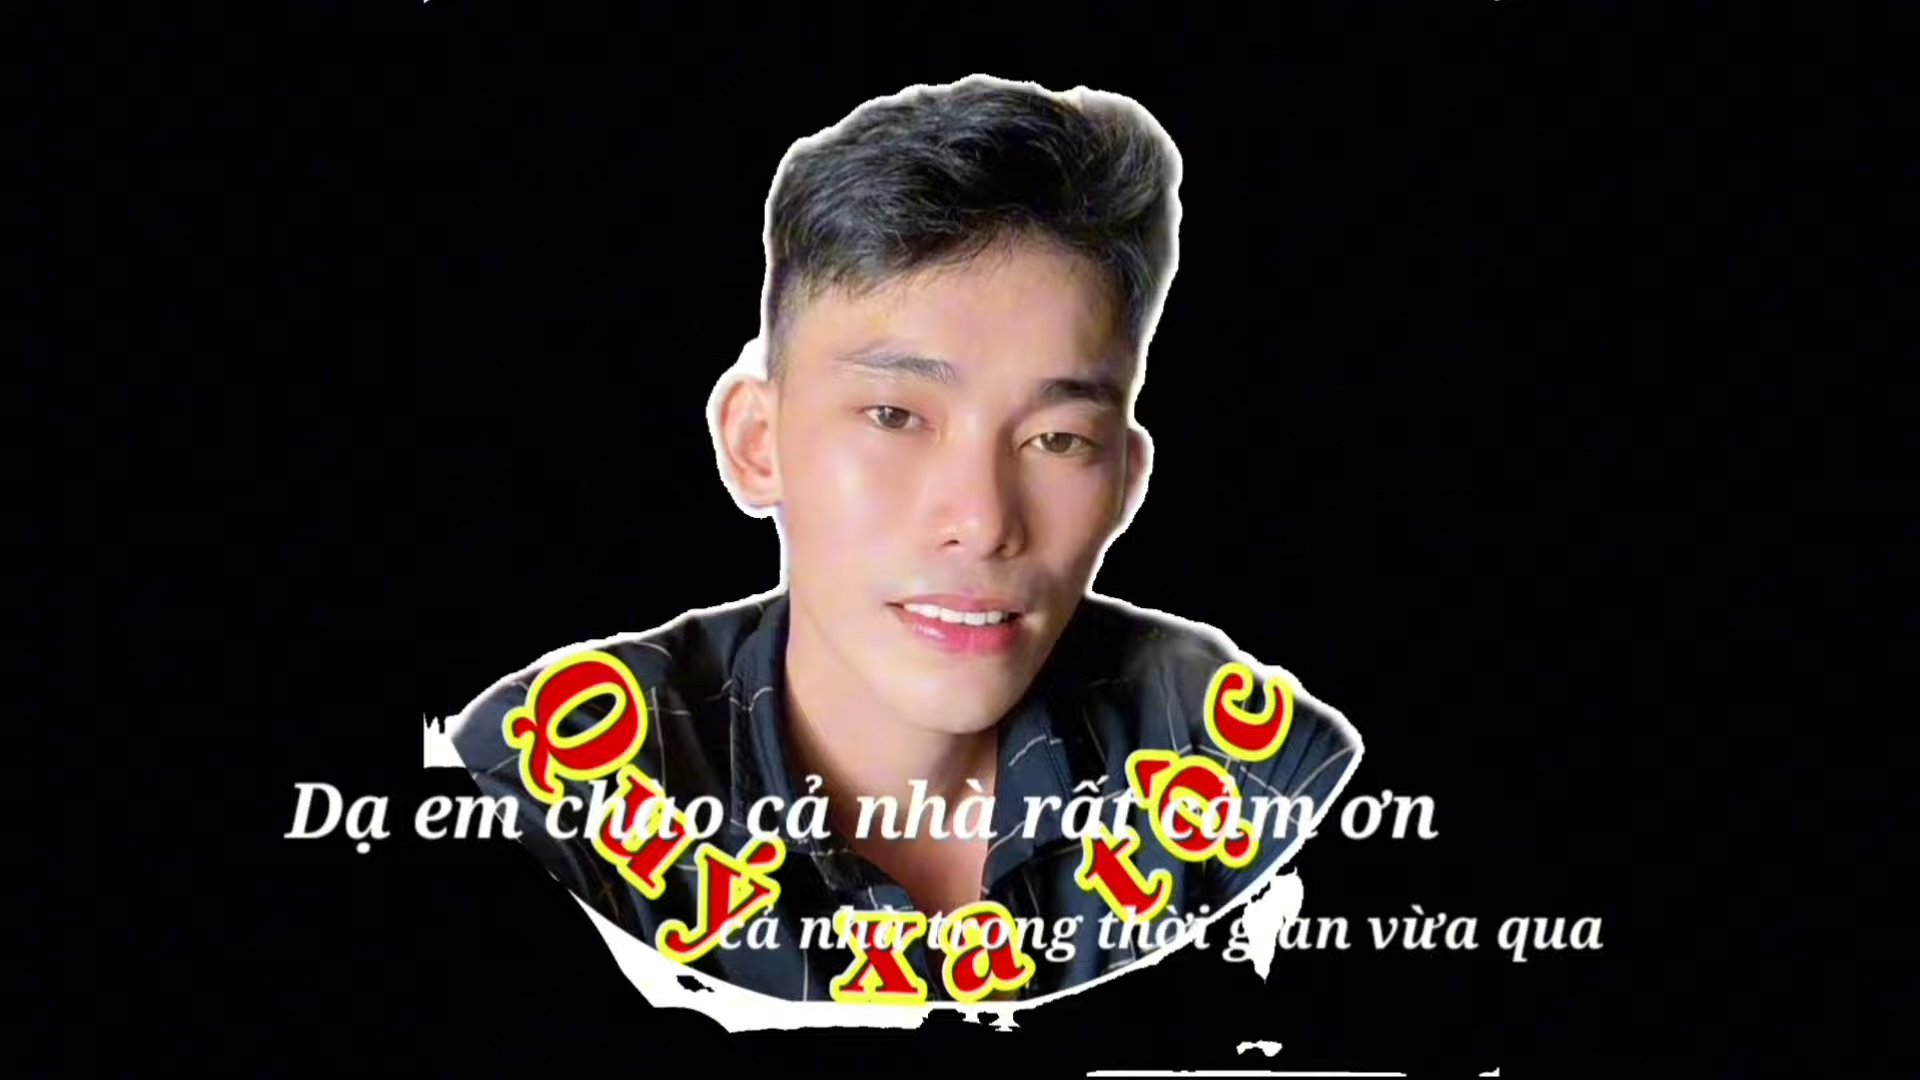 Quý xa tộc
Dạ em chào cả nhà rất cảm ơn
cả nhà trong thời gian vừa qua